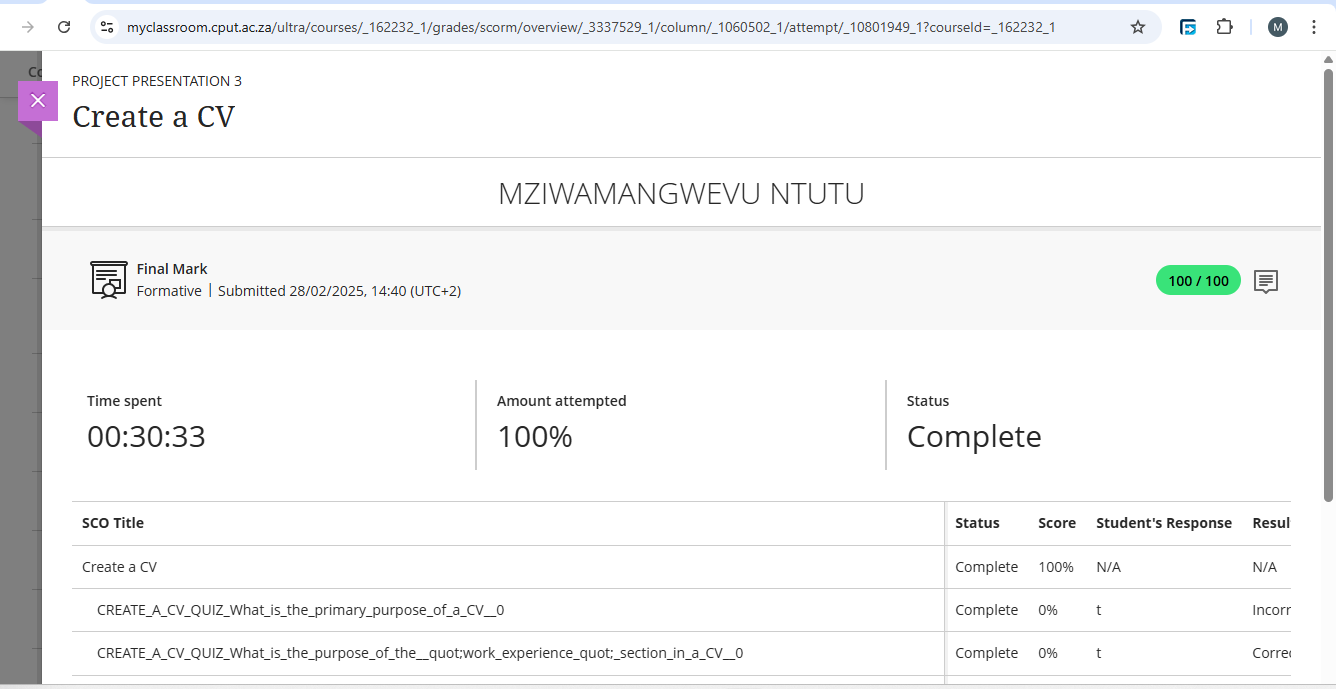 myclassroom.cput.ac.za/ultra/courses/_162232_1/grades/scorm/overview/_3337529_1/column/_1060502_1/attempt/_10801949_1?courseId=_162232_1
M
PROJECT PRESENTATION 3
Create a CV
MZIWAMANGWEVU NTUTU
Final Mark
Formative | Submitted 28/02/2025, 14:40 (UTC+2)
100 / 100
Time spent
00:30:33
Amount attempted
100%
Status
Complete
SCO Title Status Score Student's Response Resul
Create a CV Complete 100% N/A N/A
CREATE_A_CV_QUIZ_What_is_the_primary_purpose_of_a_CV__0 Complete 0% t Incorr
CREATE_A_CV_QUIZ_What_is_the_purpose_of_the__quot;work_experience_quot;_section_in_a_CV__0 Complete 0% t Correc